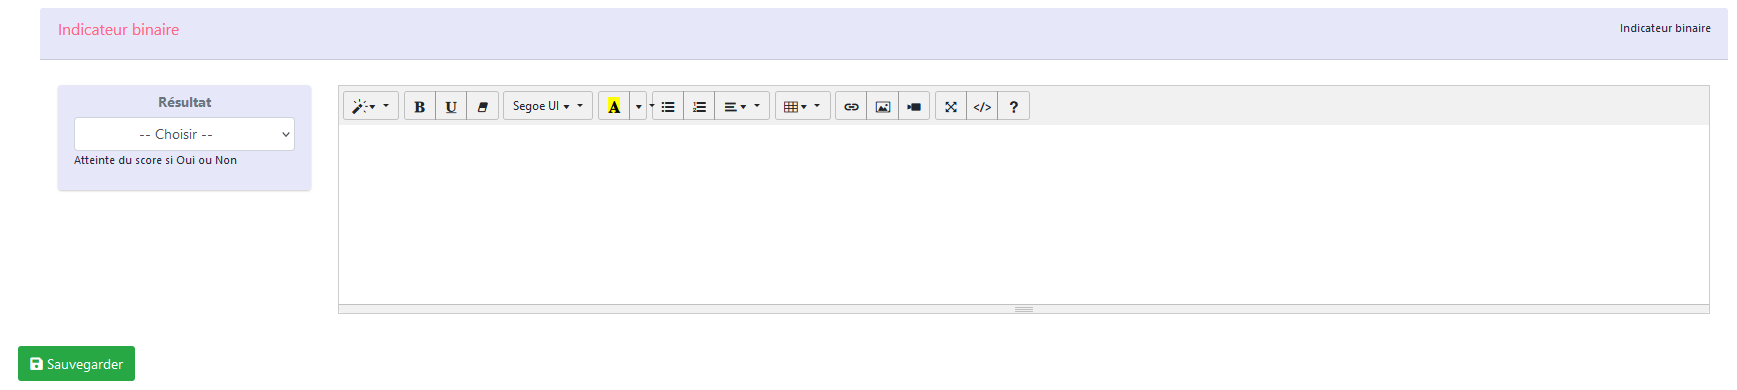 Indicateur binaire
Indicateur binaire
Résultat
-- Choisir --
Atteinte du score si Oui ou Non
B U Segoe UI A </> ?
Sauvegarder